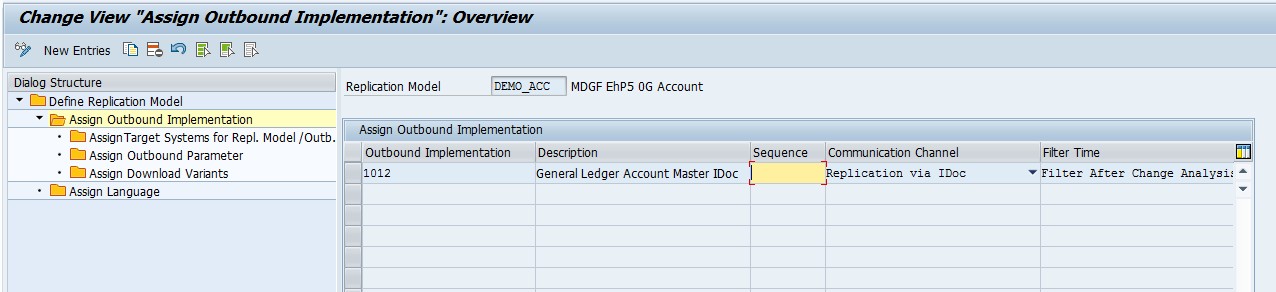 Change View "Assign Outbound Implementation": Overview
New Entries
Dialog Structure
Define Replication Model
Assign Outbound Implementation
AssignTarget Systems for Repl. Model /Outb.
Assign Outbound Parameter
Assign Download Variants
Assign Language
Replication Model DEMO_ACC MDGF EhP5 0G Account
Assign Outbound Implementation
Outbound Implementation Description Sequence Communication Channel Filter Time
1012 General Ledger Account Master IDoc Replication via IDoc Filter After Change Analysis